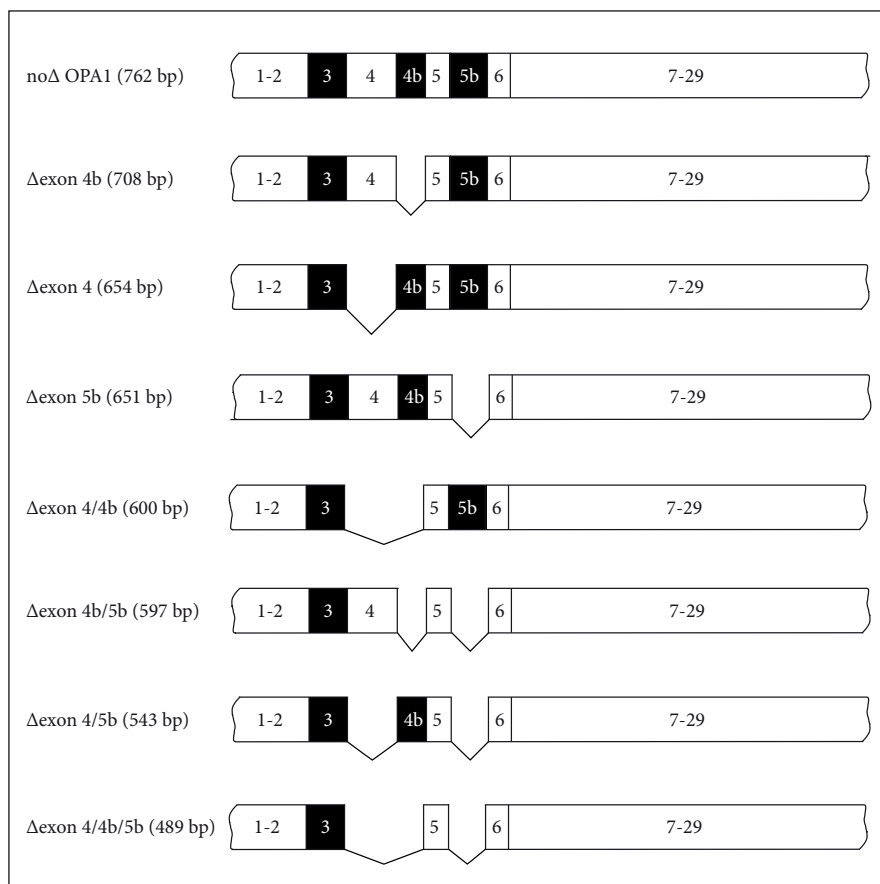 noΔ OPA1 (762 bp) 1-2 3 4 4b 5 5b 6 7-29
Δexon 4b (708 bp) 1-2 3 4 5 5b 6 7-29
Δexon 4 (654 bp) 1-2 3 4b 5 5b 6 7-29
Δexon 5b (651 bp) 1-2 3 4 4b 5 6 7-29
Δexon 4/4b (600 bp) 1-2 3 5 5b 6 7-29
Δexon 4b/5b (597 bp) 1-2 3 4 5 6 7-29
Δexon 4/5b (543 bp) 1-2 3 4b 5 6 7-29
Δexon 4/4b/5b (489 bp) 1-2 3 5 6 7-29